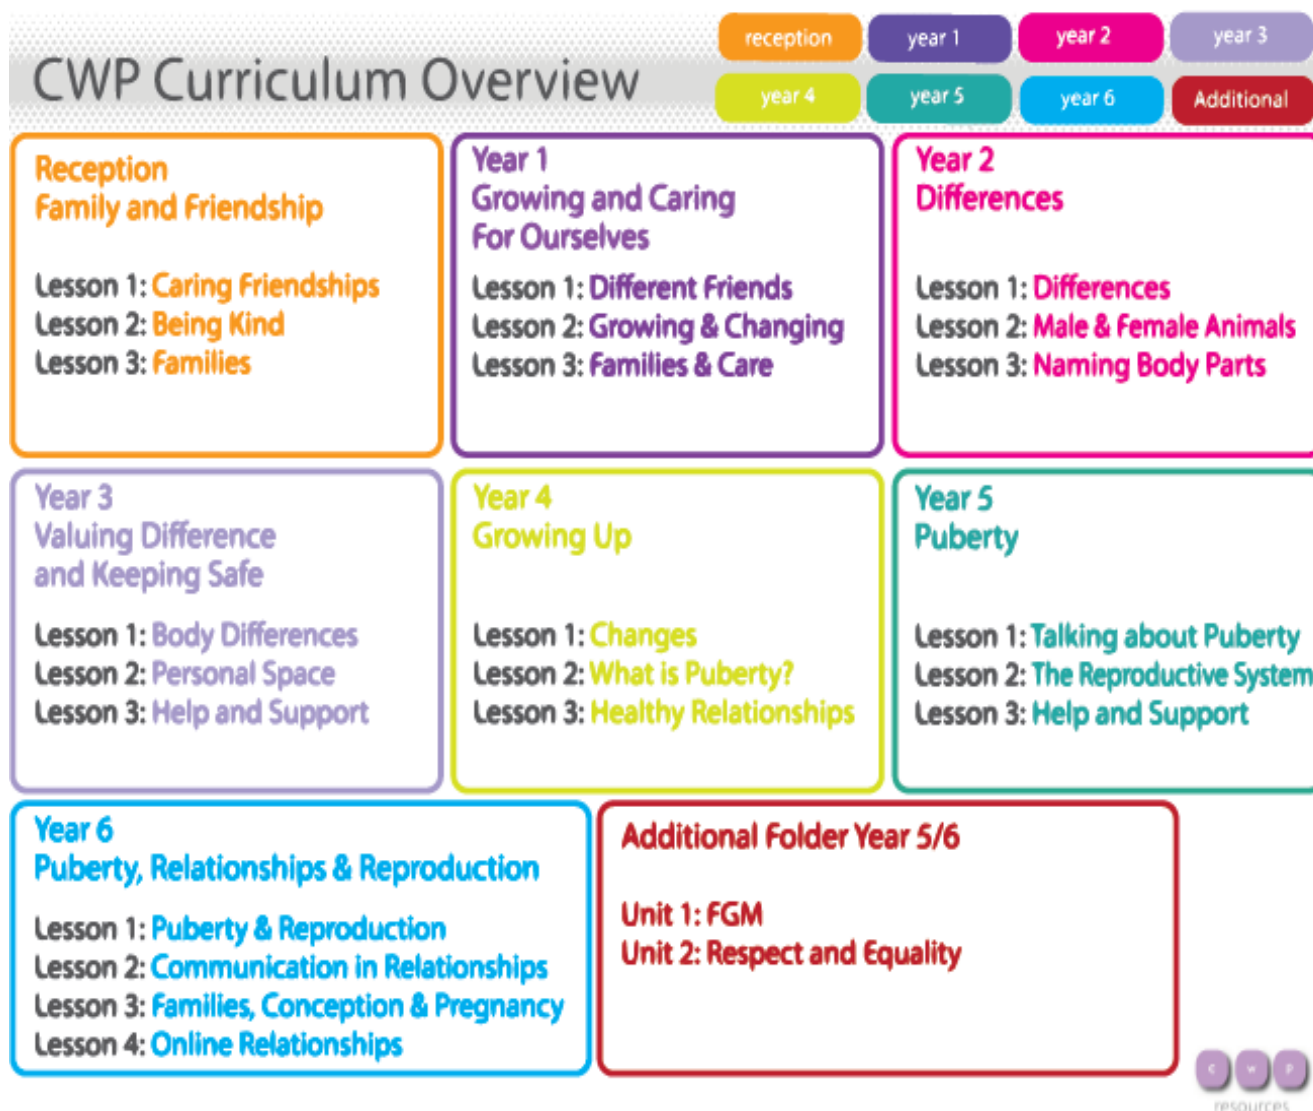 CWP Curriculum Overview
reception
year 1
year 2
year 3
year 4
year 5
year 6
Additional
Reception
Family and Friendship
Lesson 1: Caring Friendships
Lesson 2: Being Kind
Lesson 3: Families
Year 1
Growing and Caring
For Ourselves
Lesson 1: Different Friends
Lesson 2: Growing & Changing
Lesson 3: Families & Care
Year 2
Differences
Lesson 1: Differences
Lesson 2: Male & Female Animals
Lesson 3: Naming Body Parts
Year 3
Valuing Difference
and Keeping Safe
Lesson 1: Body Differences
Lesson 2: Personal Space
Lesson 3: Help and Support
Year 4
Growing Up
Lesson 1: Changes
Lesson 2: What is Puberty?
Lesson 3: Healthy Relationships
Year 5
Puberty
Lesson 1: Talking about Puberty
Lesson 2: The Reproductive System
Lesson 3: Help and Support
Year 6
Puberty, Relationships & Reproduction
Lesson 1: Puberty & Reproduction
Lesson 2: Communication in Relationships
Lesson 3: Families, Conception & Pregnancy
Lesson 4: Online Relationships
Additional Folder Year 5/6
Unit 1: FGM
Unit 2: Respect and Equality
c w p
resources